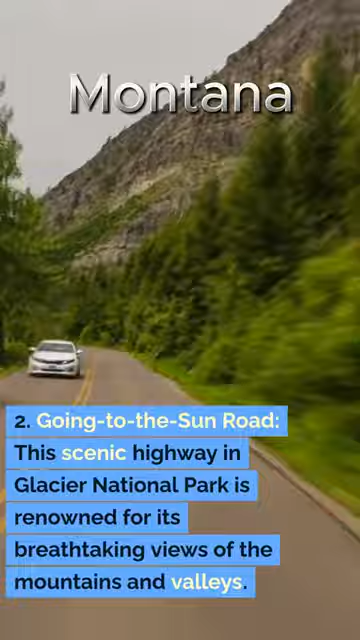 Montana
2. Going-to-the-Sun Road:
This scenic highway in
Glacier National Park is
renowned for its
breathtaking views of the
mountains and valleys.